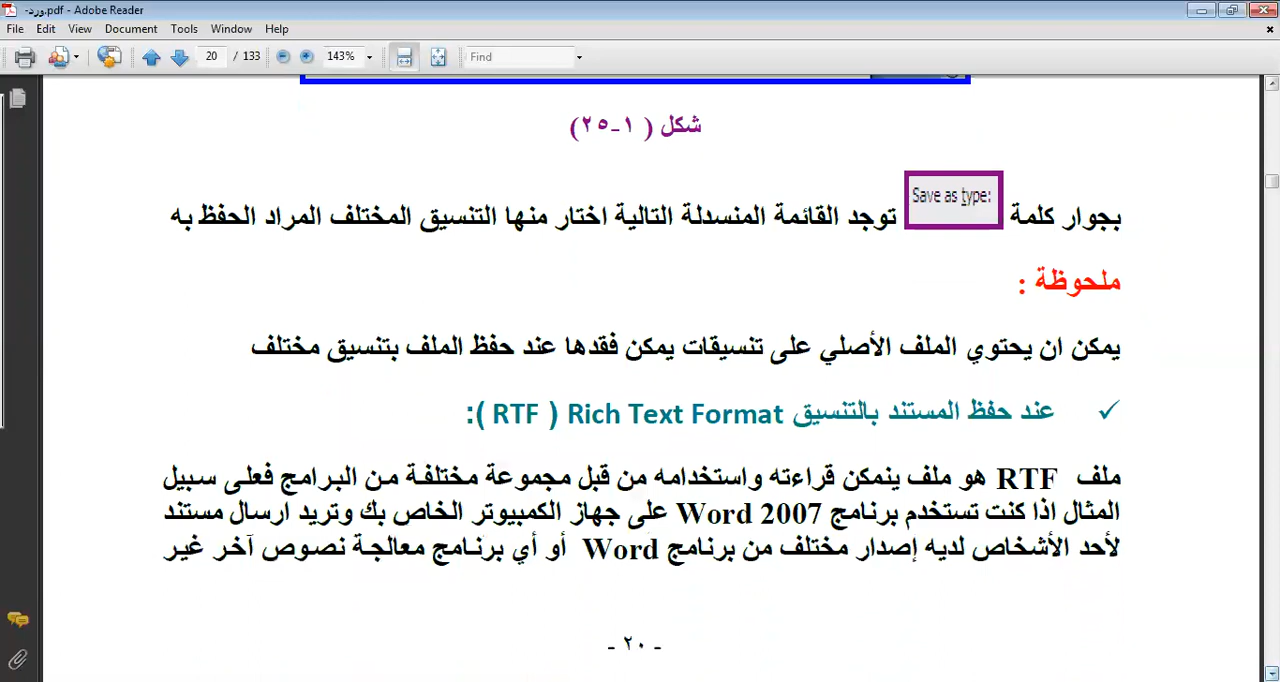 ورد-.pdf - Adobe Reader
File Edit View Document Tools Window Help
20 / 133 143% Find
شكل ( ١-٢٥)
بجوار كلمة Save as type: توجد القائمة المنسدلة التالية اختار منها التنسيق المختلف المراد الحفظ به
ملحوظة :
يمكن ان يحتوي الملف الأصلي على تنسيقات يمكن فقدها عند حفظ الملف بتنسيق مختلف
✓ عند حفظ المستند بالتنسيق Rich Text Format ( RTF ):
ملف RTF هو ملف ينمكن قراءته واستخدامه من قبل مجموعة مختلفة من البرامج فعلى سبيل
المثال اذا كنت تستخدم برنامج Word 2007 على جهاز الكمبيوتر الخاص بك وتريد ارسال مستند
لأحد الأشخاص لديه إصدار مختلف من برنامج Word أو أي برنامج معالجة نصوص آخر غير
- ٢٠ -